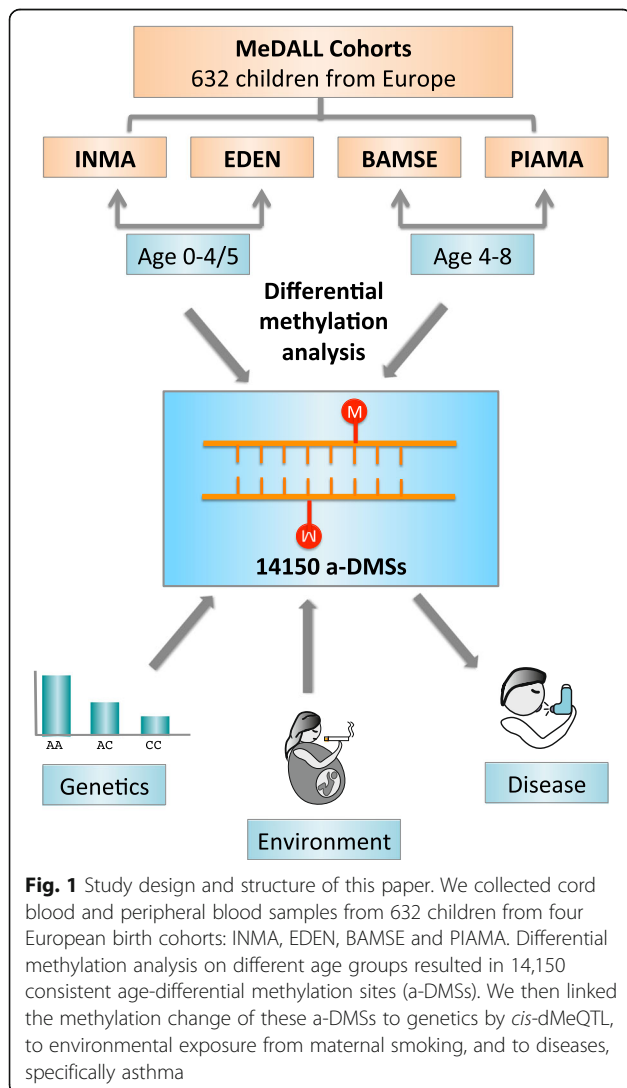 MeDALL Cohorts
632 children from Europe
INMA EDEN BAMSE PIAMA
Age 0-4/5 Age 4-8
Differential
methylation
analysis
M
M
14150 a-DMSs
AA AC CC
Genetics
Environment
Disease
Fig. 1 Study design and structure of this paper. We collected cord
blood and peripheral blood samples from 632 children from four
European birth cohorts: INMA, EDEN, BAMSE and PIAMA. Differential
methylation analysis on different age groups resulted in 14,150
consistent age-differential methylation sites (a-DMSs). We then linked
the methylation change of these a-DMSs to genetics by cis-dMeQTL,
to environmental exposure from maternal smoking, and to diseases,
specifically asthma